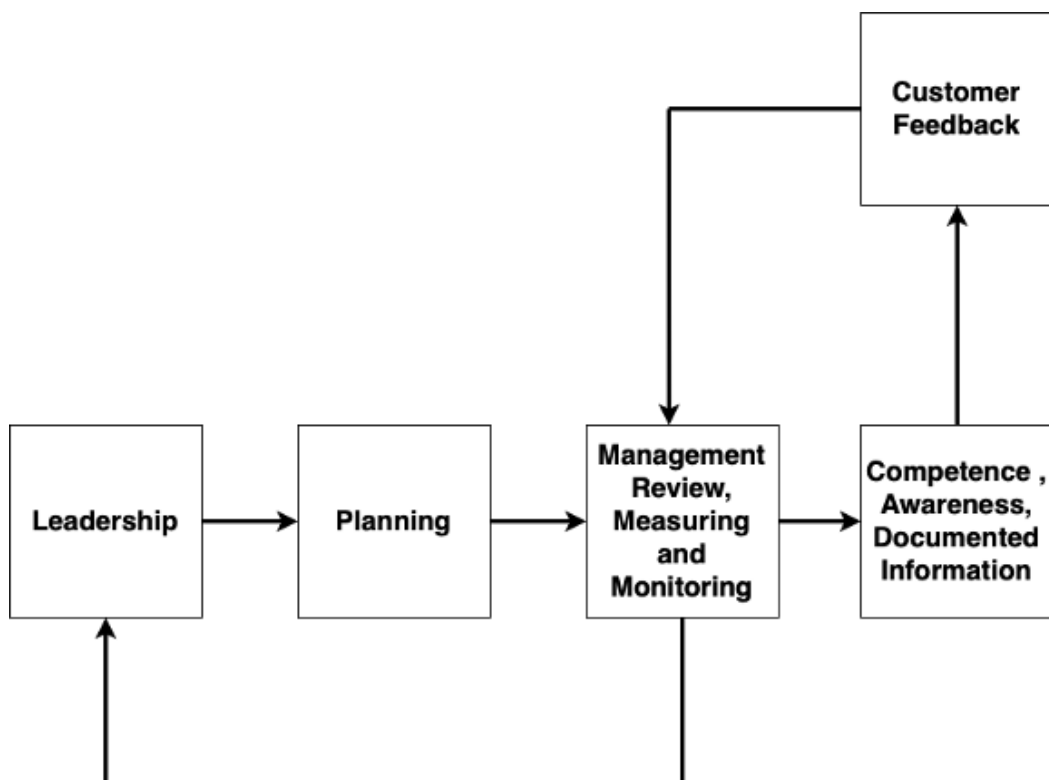 Customer
Feedback
Leadership
Planning
Management
Review,
Measuring
and
Monitoring
Competence ,
Awareness,
Documented
Information